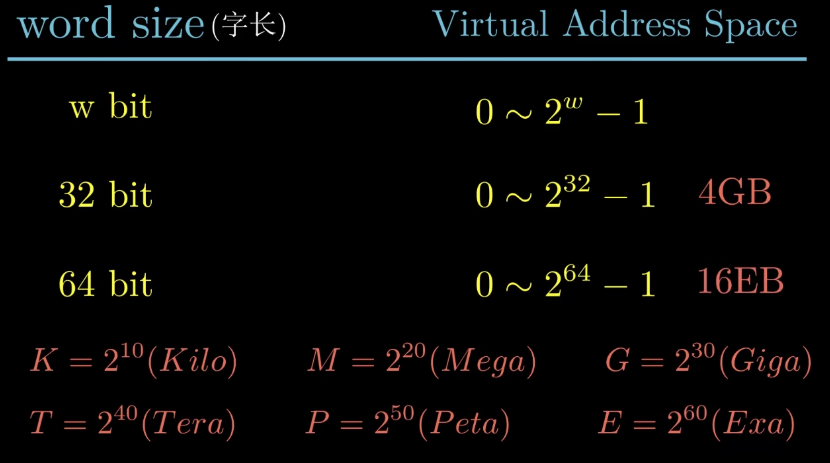 word size(字长) Virtual Address Space
w bit 0 ∼ 2^w − 1
32 bit 0 ∼ 2^32 − 1 4GB
64 bit 0 ∼ 2^64 − 1 16EB
K = 2^10(Kilo) M = 2^20(Mega) G = 2^30(Giga)
T = 2^40(Tera) P = 2^50(Peta) E = 2^60(Exa)